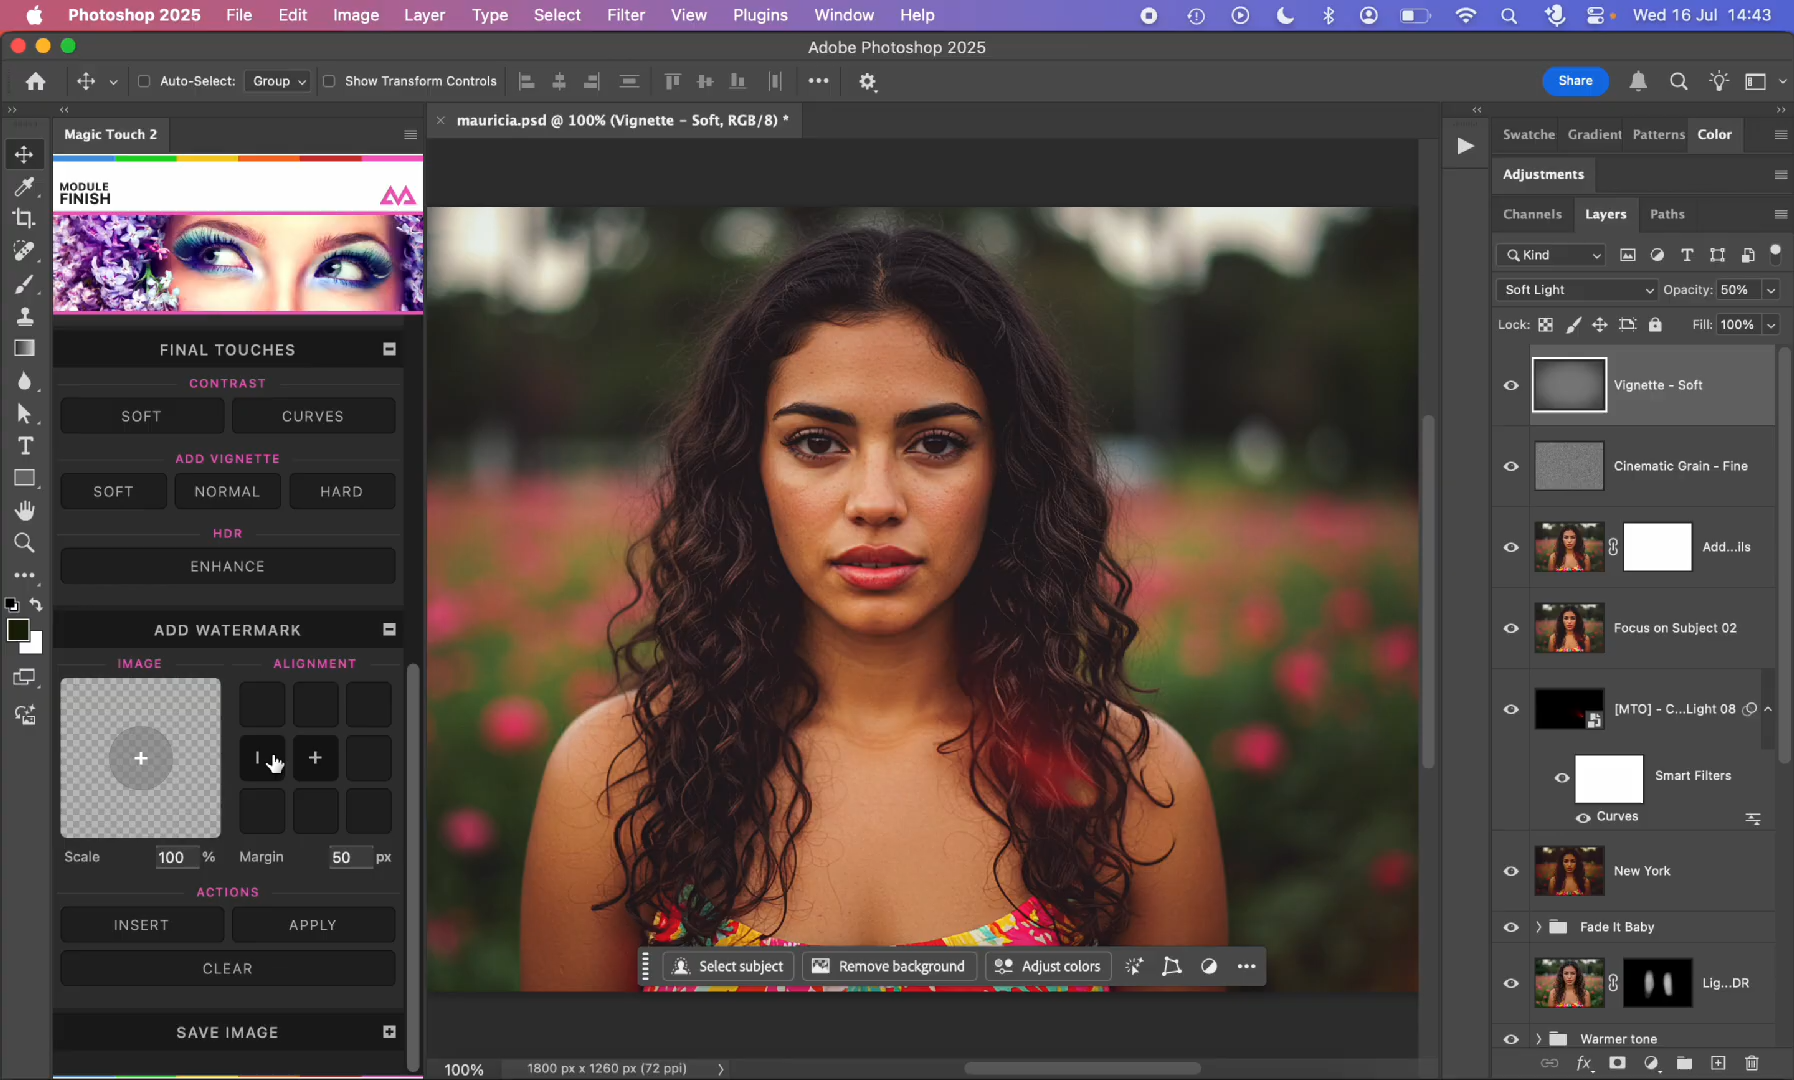 Photoshop 2025 File Edit Image Layer Type Select Filter View Plugins Window Help Wed 16 Jul 14:43
Adobe Photoshop 2025
Auto-Select: Group Show Transform Controls Share
Magic Touch 2
mauricia.psd @ 100% (Vignette - Soft, RGB/8) *
Swatche Gradient Patterns Color
MODULE
FINISH
Adjustments
Channels Layers Paths
Kind
Soft Light Opacity: 50%
Lock: Fill: 100%
FINAL TOUCHES
CONTRAST
SOFT CURVES
ADD VIGNETTE
SOFT NORMAL HARD
HDR
ENHANCE
ADD WATERMARK
IMAGE ALIGNMENT
Scale 100 % Margin 50 px
ACTIONS
INSERT APPLY
CLEAR
SAVE IMAGE
Vignette - Soft
Cinematic Grain - Fine
Add...ils
Focus on Subject 02
[MTO] - C...Light 08
Smart Filters
Curves
New York
Fade It Baby
Lig...DR
Warmer tone
Select subject Remove background Adjust colors
100% 1800 px x 1260 px (72 ppi)